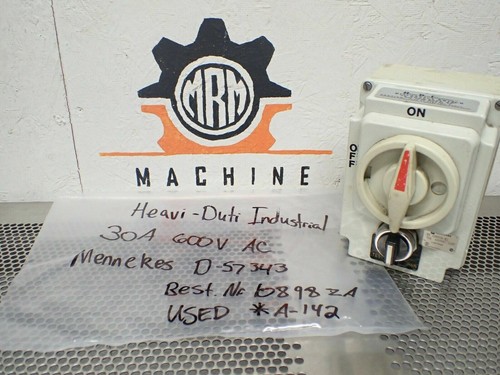 MRM
MACHINE
ON
OFF
Heavi-Duti Industrial
30A 600V AC
Mennekes D-57343
Best. Nr 6898ZA
USED *A-142